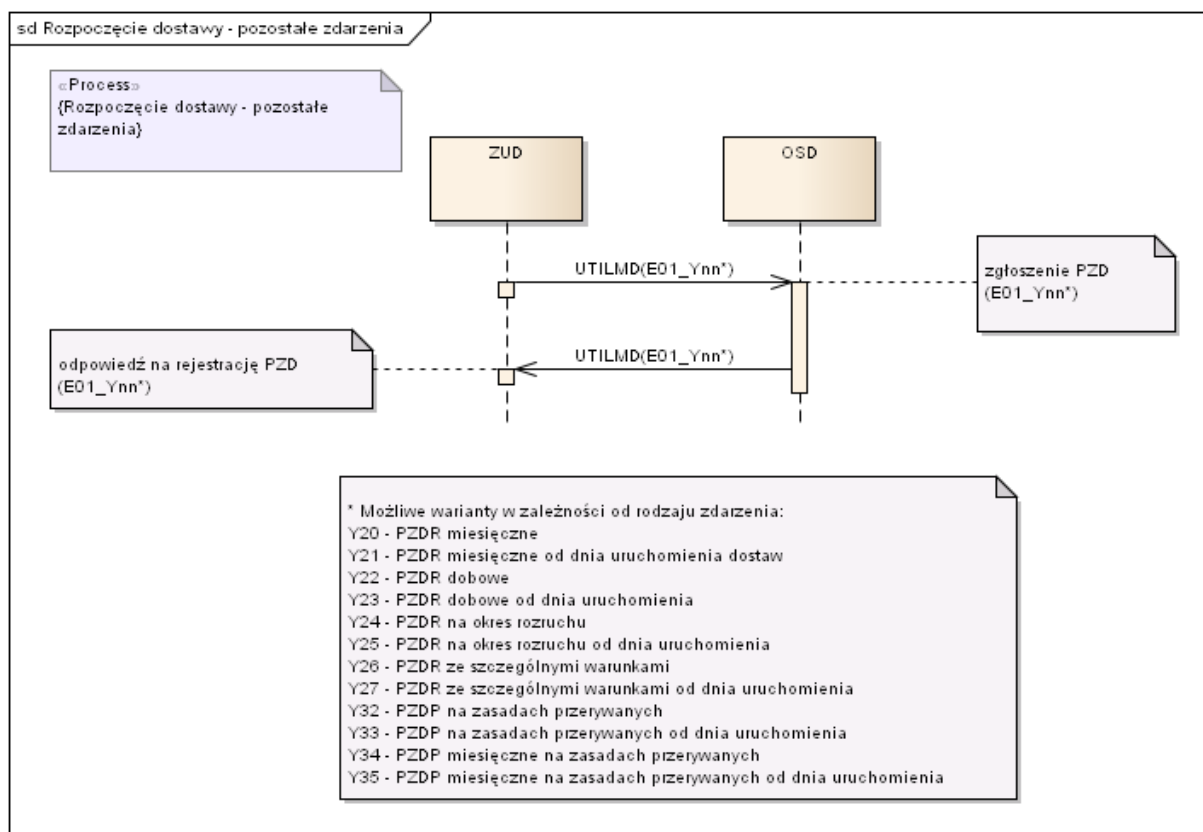 sd Rozpoczęcie dostawy - pozostałe zdarzenia
«Process»
{Rozpoczęcie dostawy - pozostałe
zdarzenia}
ZUD
OSD
UTILMD(E01_Ynn*)
zgłoszenie PZD
(E01_Ynn*)
UTILMD(E01_Ynn*)
odpowiedź na rejestrację PZD
(E01_Ynn*)
* Możliwe warianty w zależności od rodzaju zdarzenia:
Y20 - PZDR miesięczne
Y21 - PZDR miesięczne od dnia uruchomienia dostaw
Y22 - PZDR dobowe
Y23 - PZDR dobowe od dnia uruchomienia
Y24 - PZDR na okres rozruchu
Y25 - PZDR na okres rozruchu od dnia uruchomienia
Y26 - PZDR ze szczególnymi warunkami
Y27 - PZDR ze szczególnymi warunkami od dnia uruchomienia
Y32 - PZDP na zasadach przerywanych
Y33 - PZDP na zasadach przerywanych od dnia uruchomienia
Y34 - PZDP miesięczne na zasadach przerywanych
Y35 - PZDP miesięczne na zasadach przerywanych od dnia uruchomienia